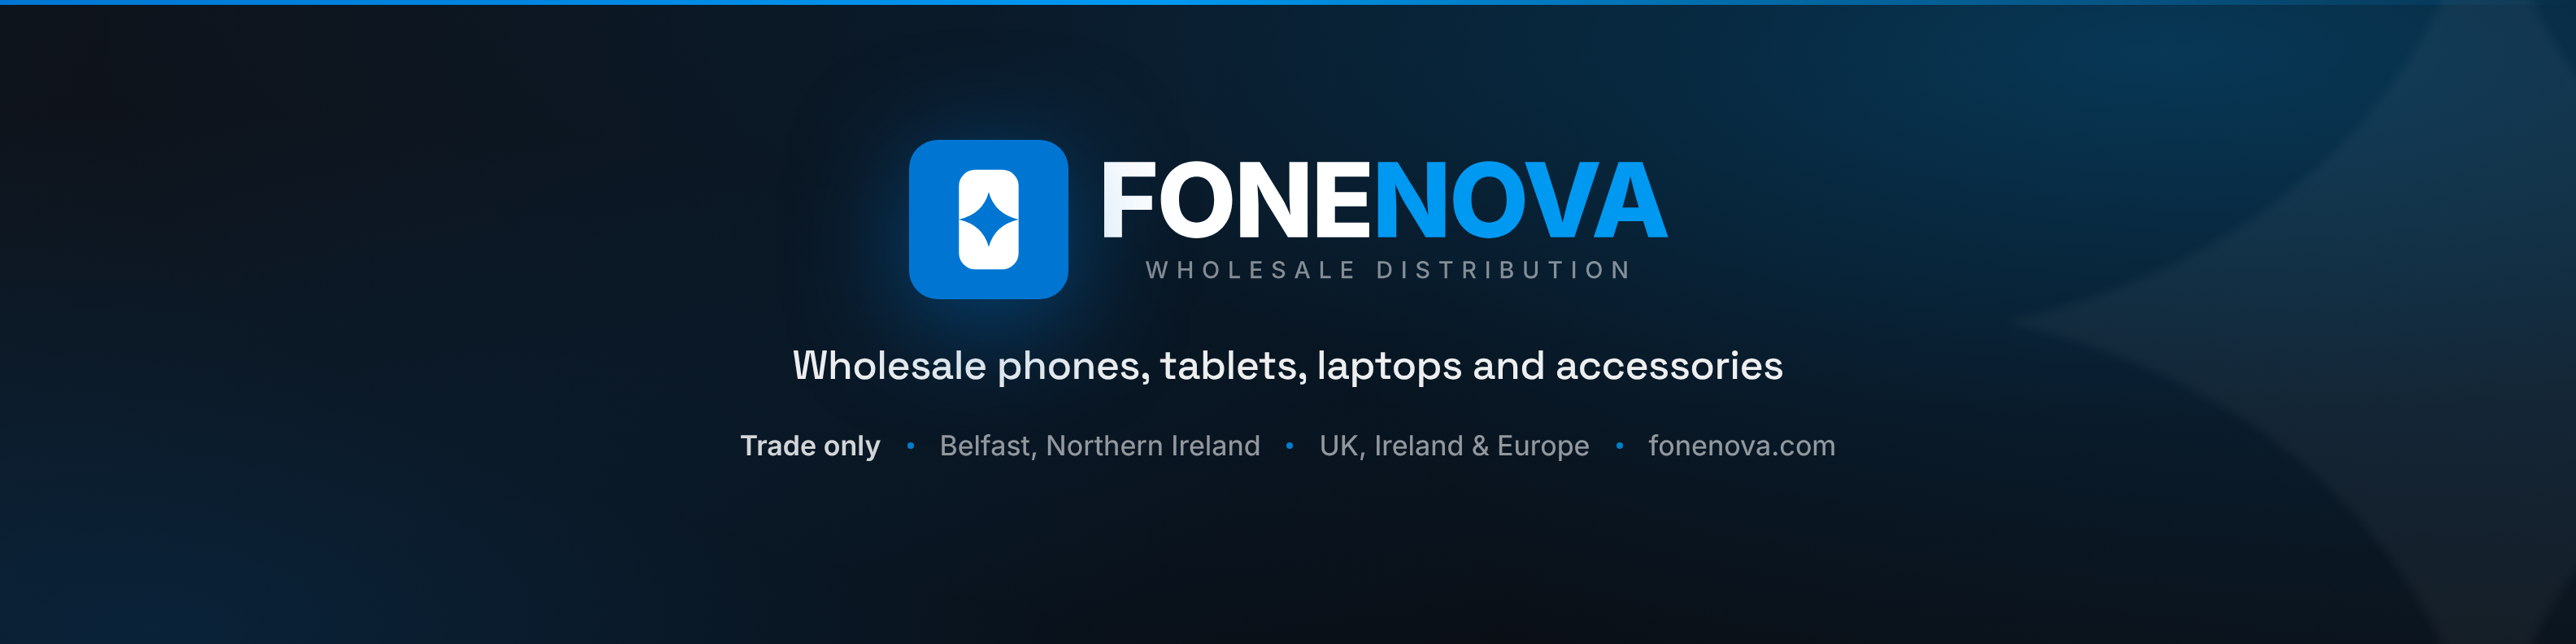 FONENOVA
WHOLESALE DISTRIBUTION
Wholesale phones, tablets, laptops and accessories
Trade only • Belfast, Northern Ireland • UK, Ireland & Europe • fonenova.com